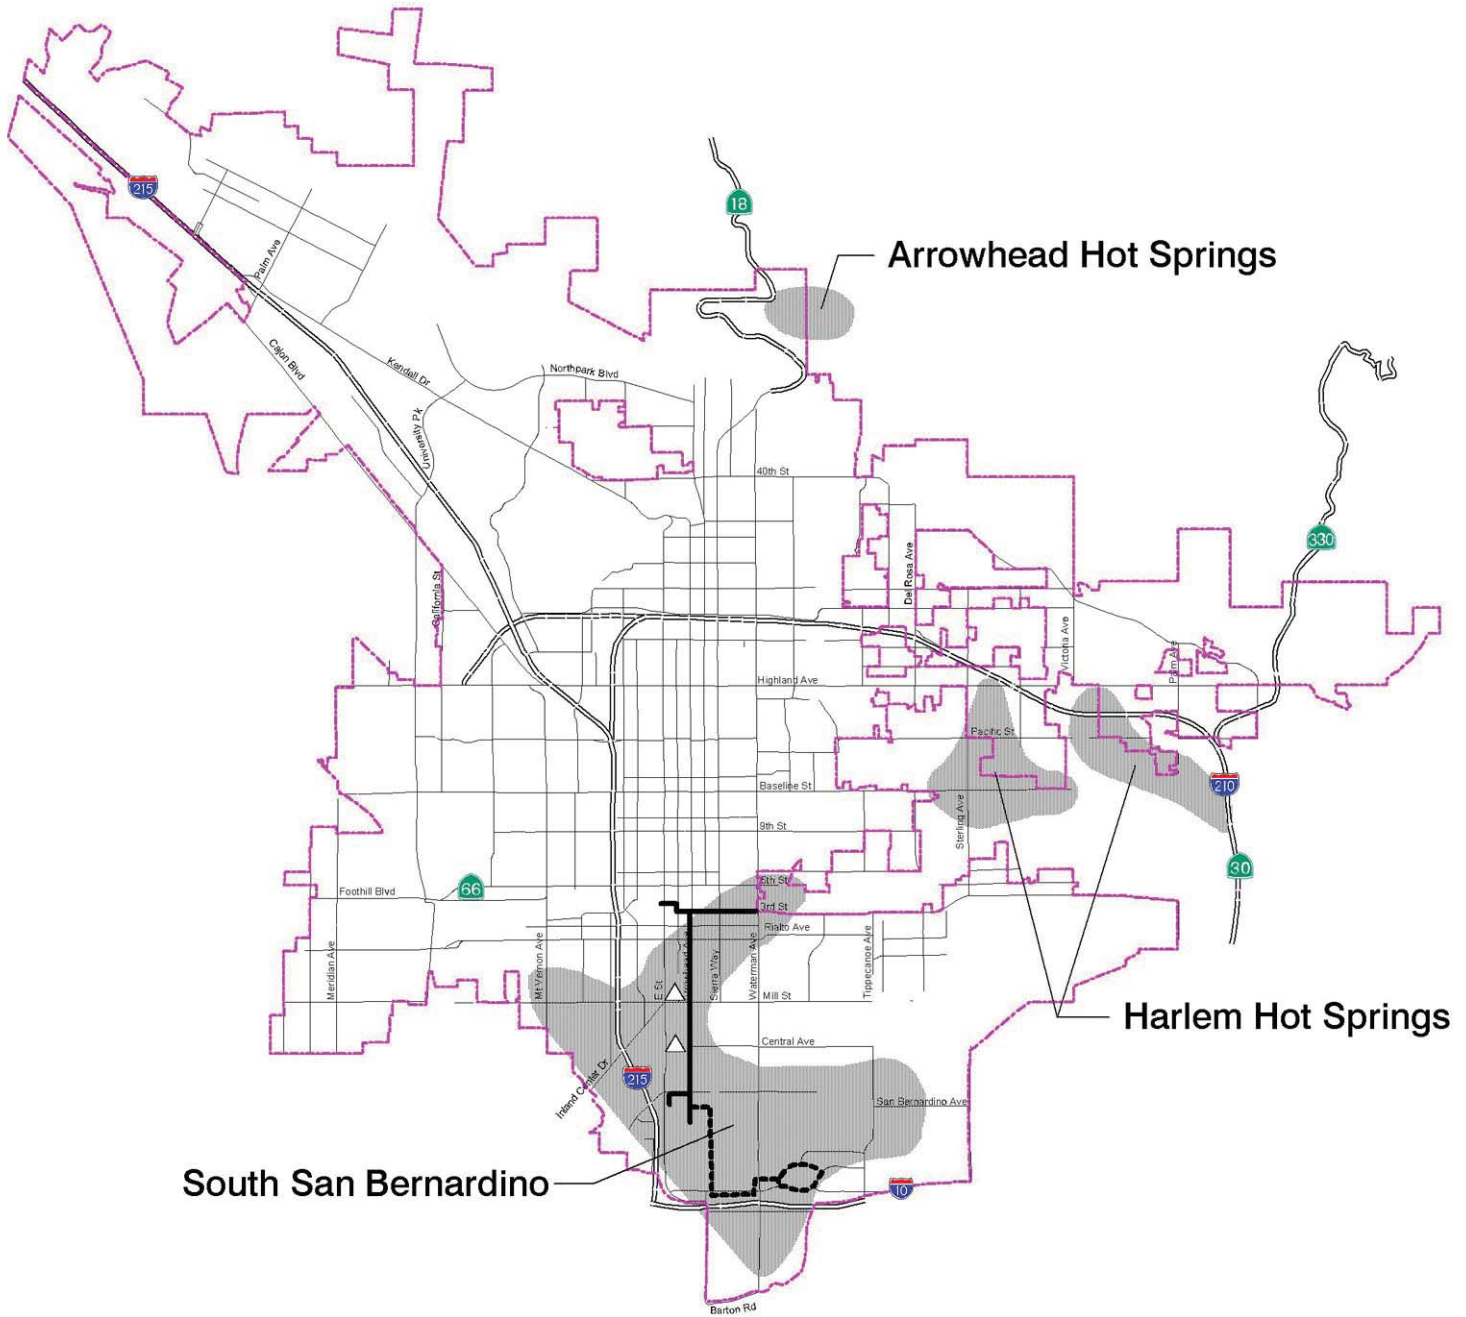 18
215
Arrowhead Hot Springs
Palm Ave
Cajon Blvd
Kendall Dr
Northpark Blvd
University Pk
40th St
330
Del Rosa Ave
California St
Victoria Ave
Palm Ave
Highland Ave
Pacific St
Baseline St
210
Sterling Ave
9th St
30
66
Foothill Blvd
5th St
3rd St
Rialto Ave
Meridian Ave
Mt Vernon Ave
E St
Sierra Way
Waterman Ave
Tippecanoe Ave
Mill St
Harlem Hot Springs
Central Ave
Inland Center Dr
215
San Bernardino Ave
South San Bernardino
10
Barton Rd